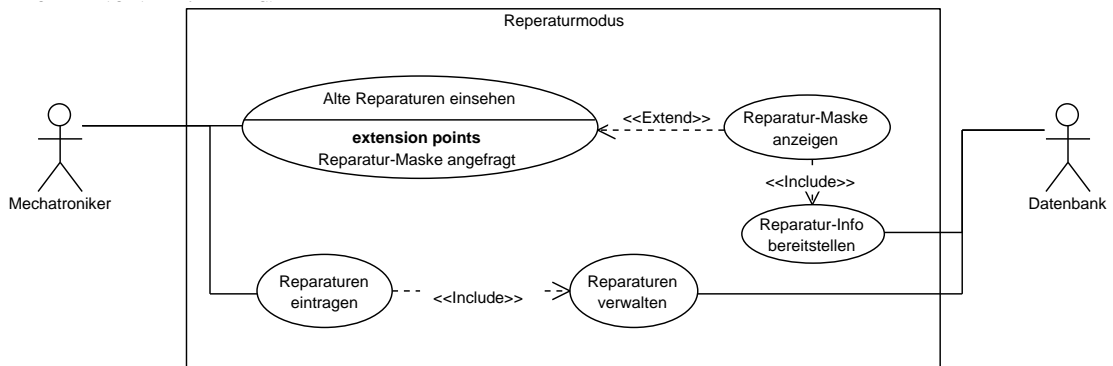 Reperaturmodus
Alte Reparaturen einsehen
extension points
Reparatur-Maske angefragt
<<Extend>>
Reparatur-Maske
anzeigen
<<Include>>
Reparatur-Info
bereitstellen
Mechatroniker
Datenbank
Reparaturen
eintragen
<<Include>>
Reparaturen
verwalten